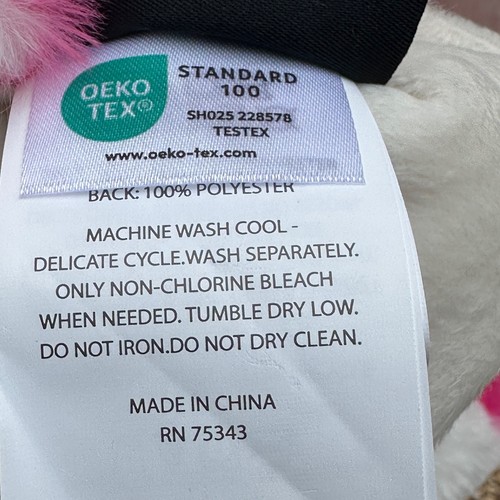 OEKO
TEX®
STANDARD
100
SH025 228578
TESTEX
www.oeko-tex.com
BACK: 100% POLYESTER
MACHINE WASH COOL -
DELICATE CYCLE.WASH SEPARATELY.
ONLY NON-CHLORINE BLEACH
WHEN NEEDED. TUMBLE DRY LOW.
DO NOT IRON.DO NOT DRY CLEAN.
MADE IN CHINA
RN 75343